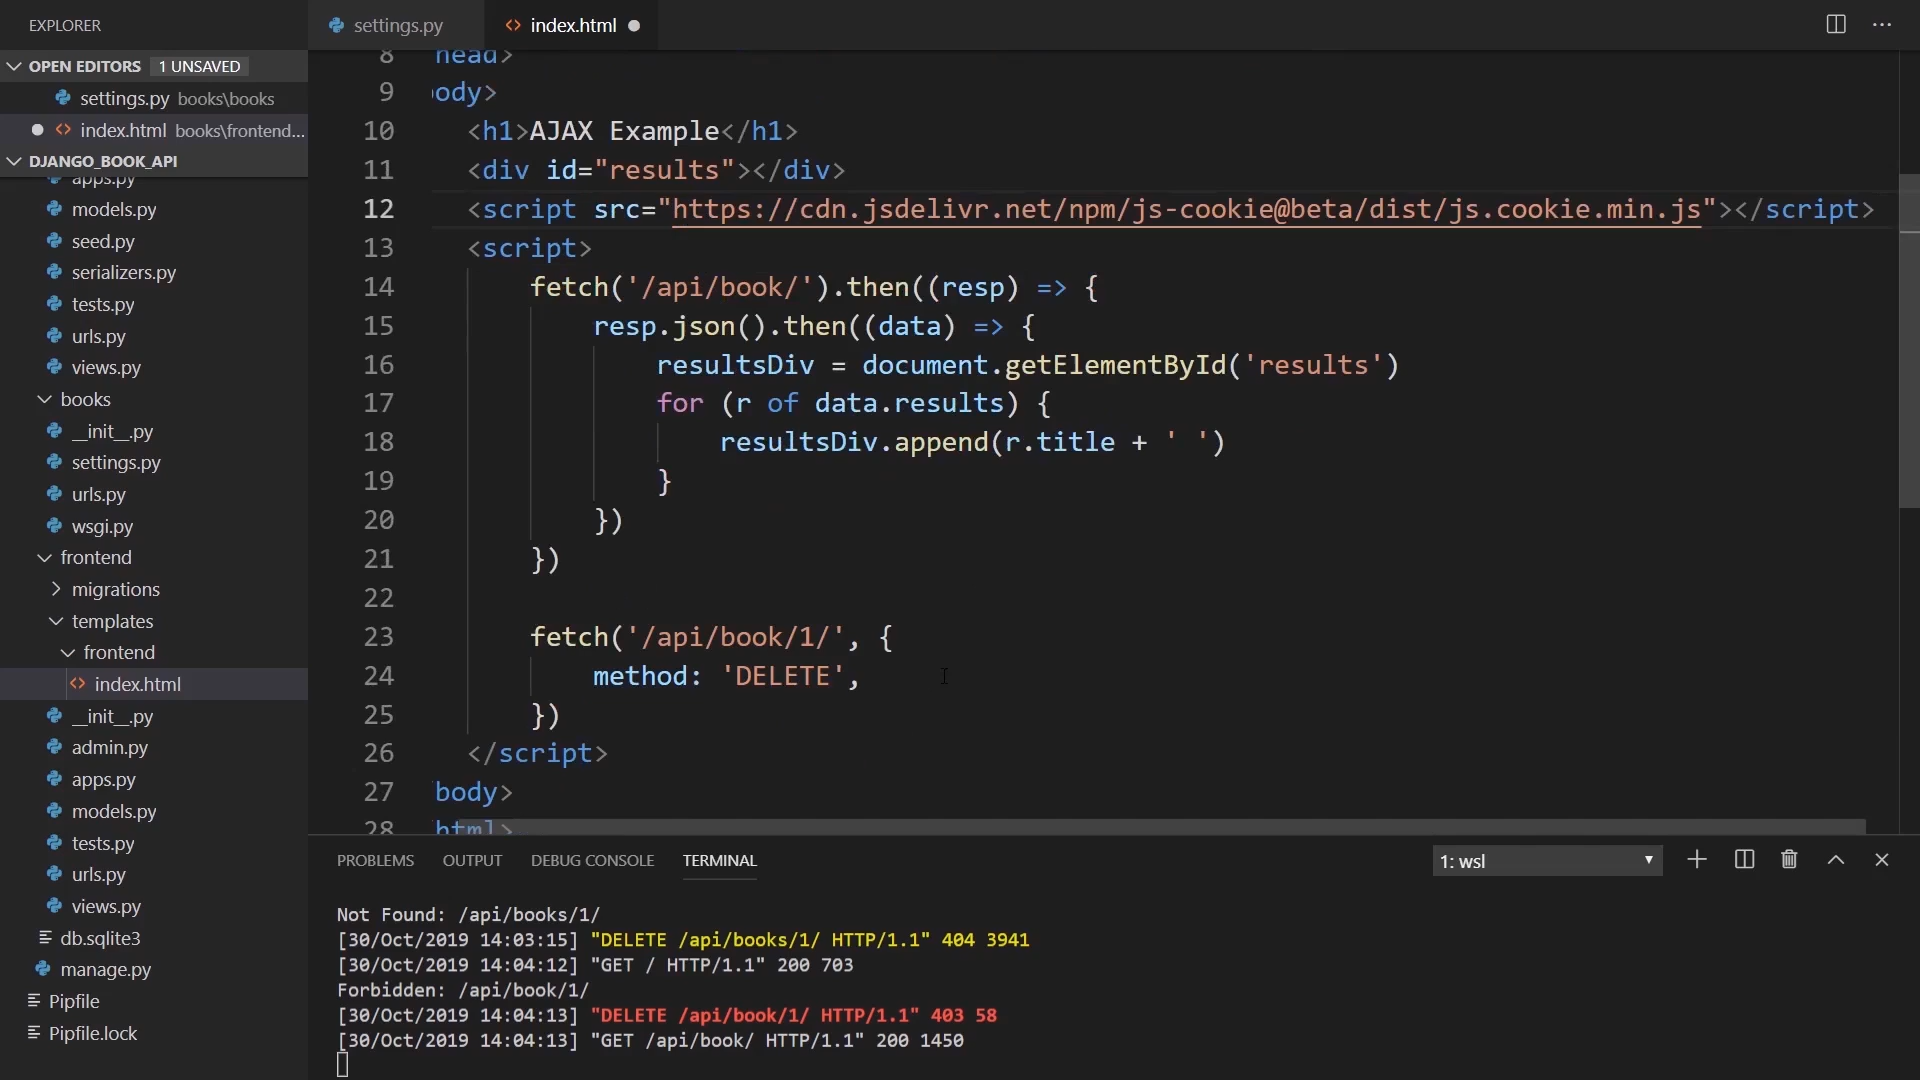 EXPLORER
OPEN EDITORS 1 UNSAVED
settings.py books\books
index.html books\frontend...
DJANGO_BOOK_API
apps.py
models.py
seed.py
serializers.py
tests.py
urls.py
views.py
books
__init__.py
settings.py
urls.py
wsgi.py
frontend
migrations
templates
frontend
index.html
__init__.py
admin.py
apps.py
models.py
tests.py
urls.py
views.py
db.sqlite3
manage.py
Pipfile
Pipfile.lock
settings.py
index.html
8 head>
9 ody>
10 <h1>AJAX Example</h1>
11 <div id="results"></div>
12 <script src="https://cdn.jsdelivr.net/npm/js-cookie@beta/dist/js.cookie.min.js"></script>
13 <script>
14 fetch('/api/book/').then((resp) => {
15 resp.json().then((data) => {
16 resultsDiv = document.getElementById('results')
17 for (r of data.results) {
18 resultsDiv.append(r.title + ' ')
19 }
20 })
21 })
22
23 fetch('/api/book/1/', {
24 method: 'DELETE',
25 })
26 </script>
27 body>
28 html>
PROBLEMS OUTPUT DEBUG CONSOLE TERMINAL
1: wsl
Not Found: /api/books/1/
[30/Oct/2019 14:03:15] "DELETE /api/books/1/ HTTP/1.1" 404 3941
[30/Oct/2019 14:04:12] "GET / HTTP/1.1" 200 703
Forbidden: /api/book/1/
[30/Oct/2019 14:04:13] "DELETE /api/book/1/ HTTP/1.1" 403 58
[30/Oct/2019 14:04:13] "GET /api/book/ HTTP/1.1" 200 1450